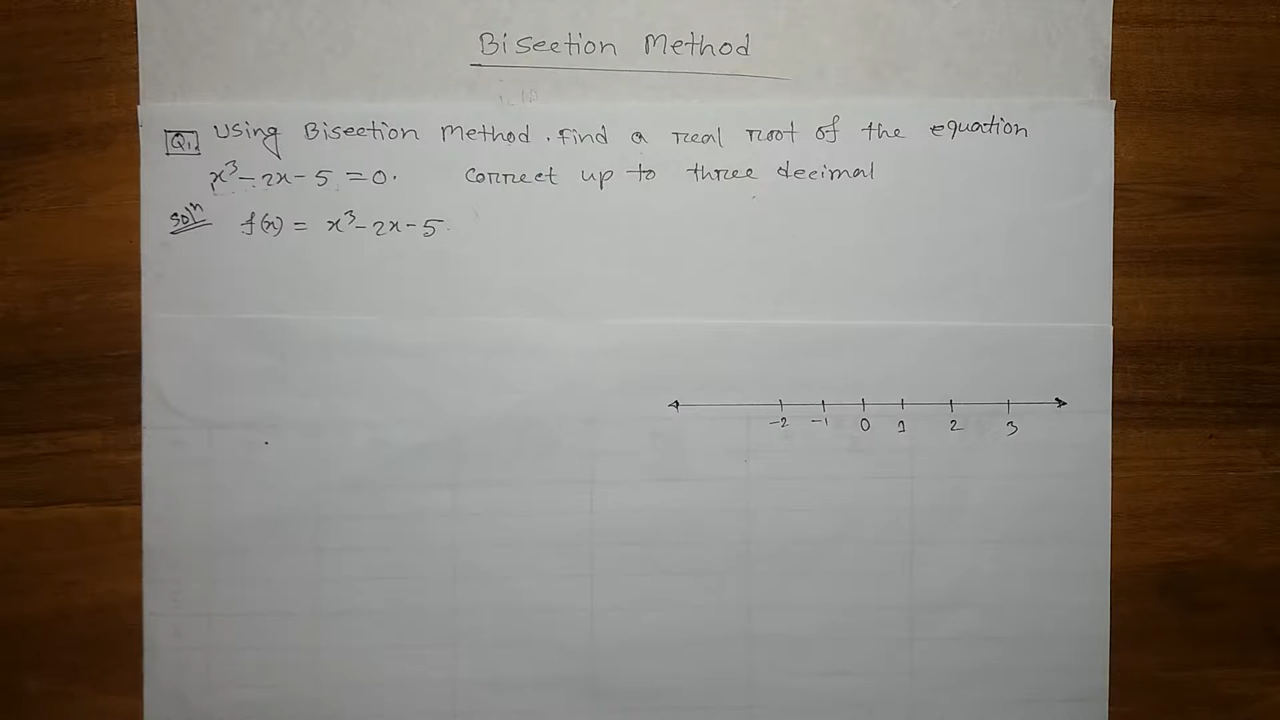 Bisection Method
Q1 Using Bisection Method. Find a real root of the equation
x³-2x-5=0. correct up to three decimal
Solⁿ f(x) = x³-2x-5.
-2 -1 0 1 2 3